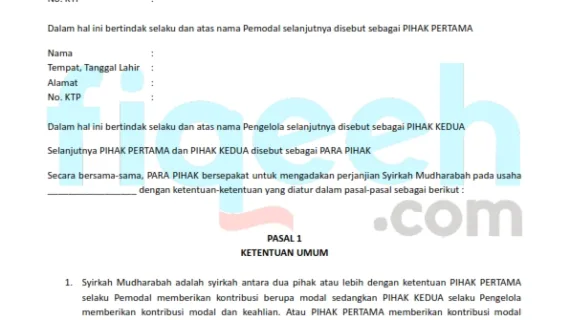 No. KTP :
Dalam hal ini bertindak selaku dan atas nama Pemodal selanjutnya disebut sebagai PIHAK PERTAMA
Nama :
Tempat, Tanggal Lahir :
Alamat :
No. KTP :
Dalam hal ini bertindak selaku dan atas nama Pengelola selanjutnya disebut sebagai PIHAK KEDUA
Selanjutnya PIHAK PERTAMA dan PIHAK KEDUA disebut sebagai PARA PIHAK
Secara bersama-sama, PARA PIHAK bersepakat untuk mengadakan perjanjian Syirkah Mudharabah pada usaha
_________________ dengan ketentuan-ketentuan yang diatur dalam pasal-pasal sebagai berikut :
fiqeeh
.com
PASAL 1
KETENTUAN UMUM
1. Syirkah Mudharabah adalah syirkah antara dua pihak atau lebih dengan ketentuan PIHAK PERTAMA
selaku Pemodal memberikan kontribusi berupa modal sedangkan PIHAK KEDUA selaku Pengelola
memberikan kontribusi modal dan keahlian. Atau PIHAK PERTAMA memberikan kontribusi modal